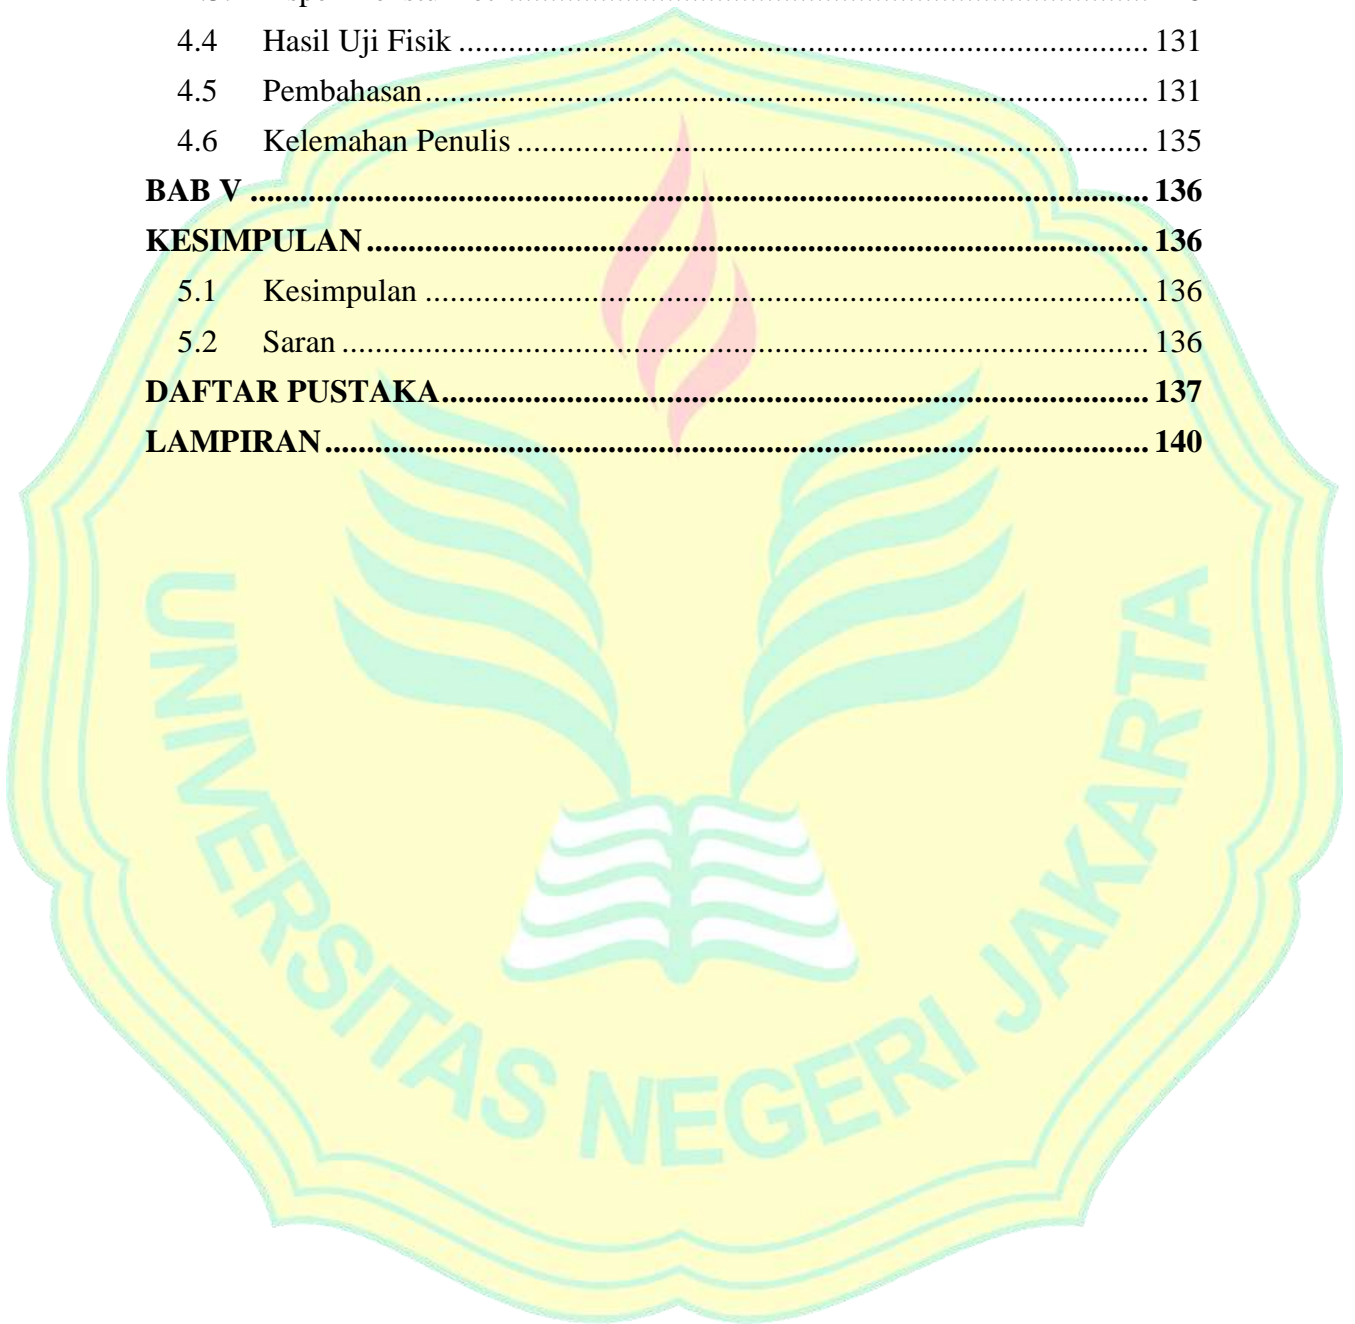 4.4 Hasil Uji Fisik ........ 131
4.5 Pembahasan ........ 131
4.6 Kelemahan Penulis ........ 135
BAB V ........ 136
KESIMPULAN ........ 136
5.1 Kesimpulan ........ 136
5.2 Saran ........ 136
DAFTAR PUSTAKA ........ 137
LAMPIRAN ........ 140
UNIVERSITAS NEGERI JAKARTA